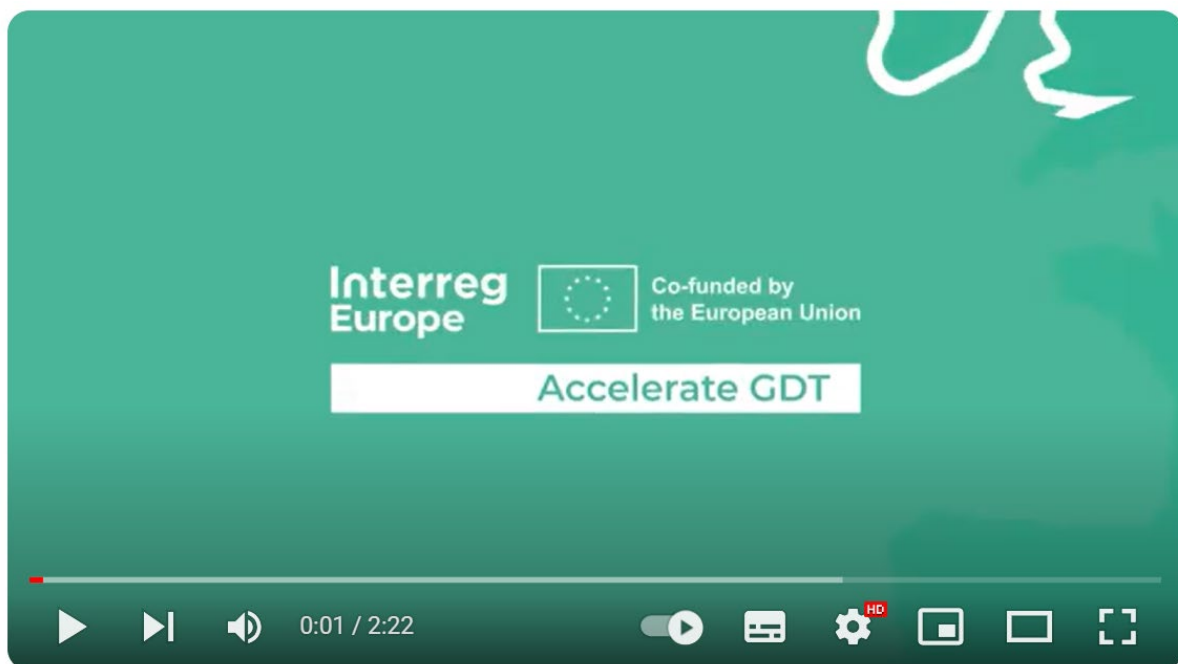 Interreg
Europe
Co-funded by
the European Union
Accelerate GDT
0:01 / 2:22
HD